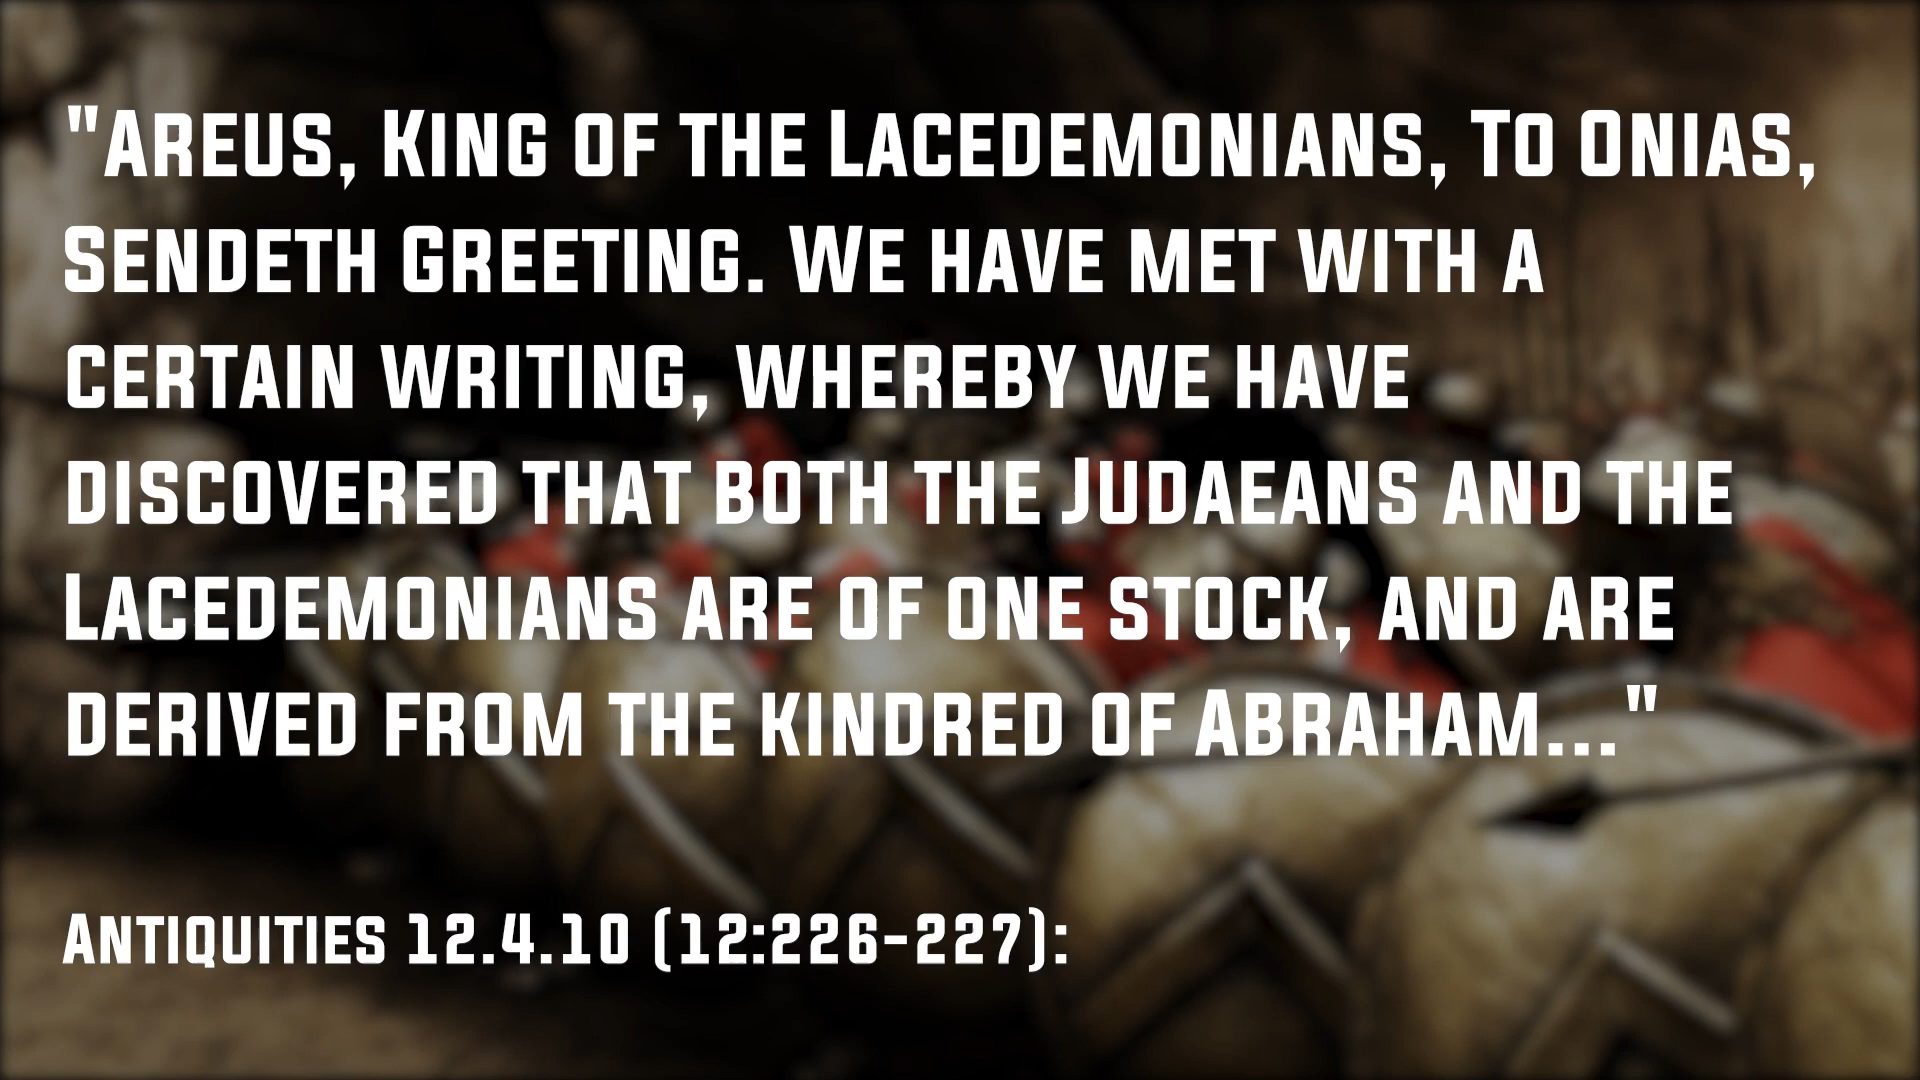 "Areus, King of the Lacedemonians, To Onias,
Sendeth Greeting. We have met with a
certain writing, whereby we have
discovered that both the Judaeans and the
Lacedemonians are of one stock, and are
derived from the kindred of Abraham..."
Antiquities 12.4.10 (12:226-227):